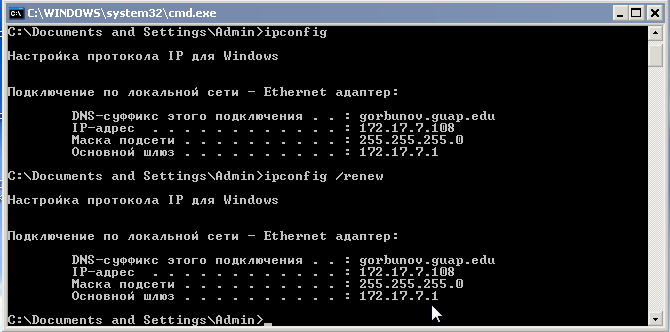 C:\WINDOWS\system32\cmd.exe
C:\Documents and Settings\Admin>ipconfig
Настройка протокола IP для Windows
Подключение по локальной сети - Ethernet адаптер:
DNS-суффикс этого подключения . . : gorbunov.guap.edu
IP-адрес . . . . . . . . . . . . : 172.17.7.108
Маска подсети . . . . . . . . . . : 255.255.255.0
Основной шлюз . . . . . . . . . . : 172.17.7.1
C:\Documents and Settings\Admin>ipconfig /renew
Настройка протокола IP для Windows
Подключение по локальной сети - Ethernet адаптер:
DNS-суффикс этого подключения . . : gorbunov.guap.edu
IP-адрес . . . . . . . . . . . . : 172.17.7.108
Маска подсети . . . . . . . . . . : 255.255.255.0
Основной шлюз . . . . . . . . . . : 172.17.7.1
C:\Documents and Settings\Admin>_